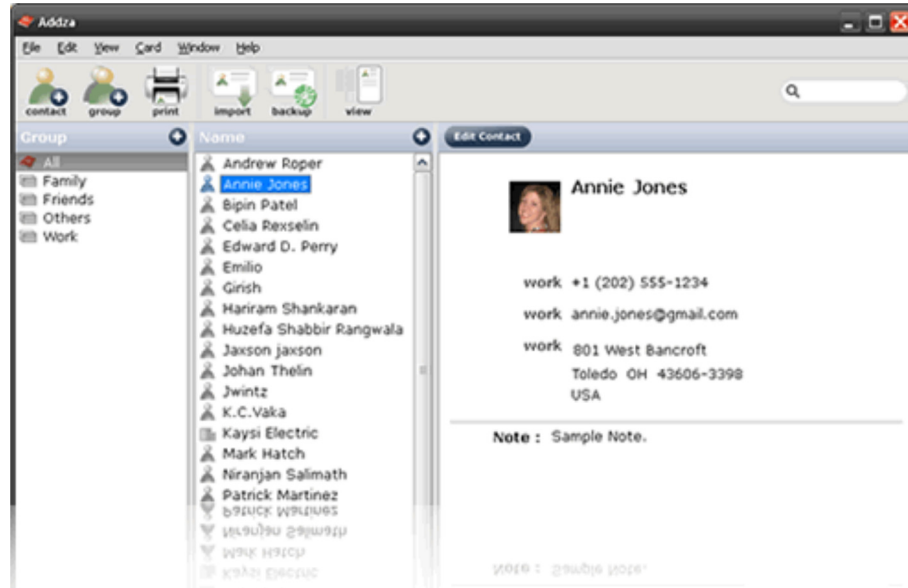 Addza
File Edit View Card Window Help
contact group print import backup view
Group
All
Family
Friends
Others
Work
Name
Andrew Roper
Annie Jones
Bipin Patel
Celia Rexselin
Edward D. Perry
Emilio
Girish
Hariram Shankaran
Huzefa Shabbir Rangwala
Jaxson jaxson
Johan Thelin
Jwintz
K.C.Vaka
Kaysi Electric
Mark Hatch
Niranjan Salimath
Patrick Martinez
Edit Contact
Annie Jones
work +1 (202) 555-1234
work annie.jones@gmail.com
work 801 West Bancroft
Toledo OH 43606-3398
USA
Note : Sample Note.